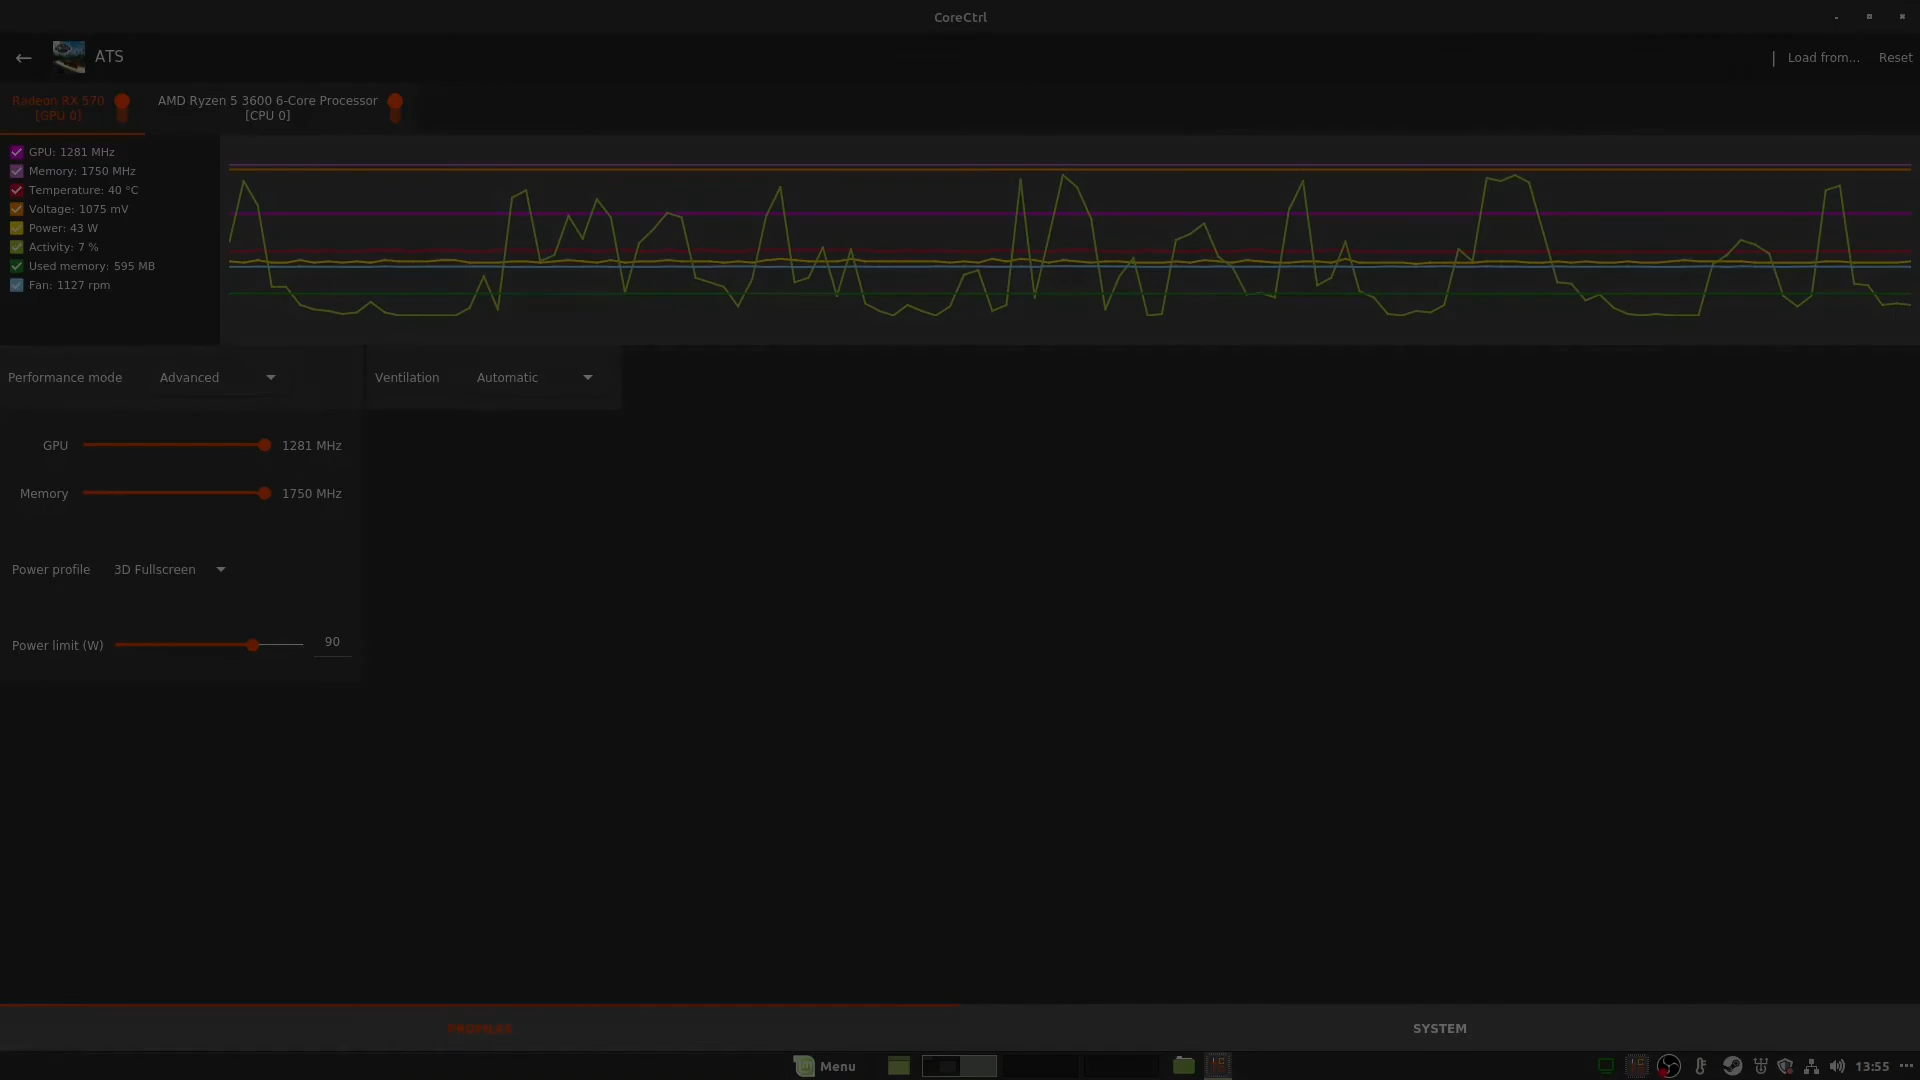 CoreCtrl
ATS
Load from...
Reset
Radeon RX 570
[GPU 0]
AMD Ryzen 5 3600 6-Core Processor
[CPU 0]
GPU: 1281 MHz
Memory: 1750 MHz
Temperature: 40 °C
Voltage: 1075 mV
Power: 43 W
Activity: 7 %
Used memory: 595 MB
Fan: 1127 rpm
Performance mode
Advanced
Ventilation
Automatic
GPU
1281 MHz
Memory
1750 MHz
Power profile
3D Fullscreen
Power limit (W)
90
PROFILES
SYSTEM
Menu
13:55